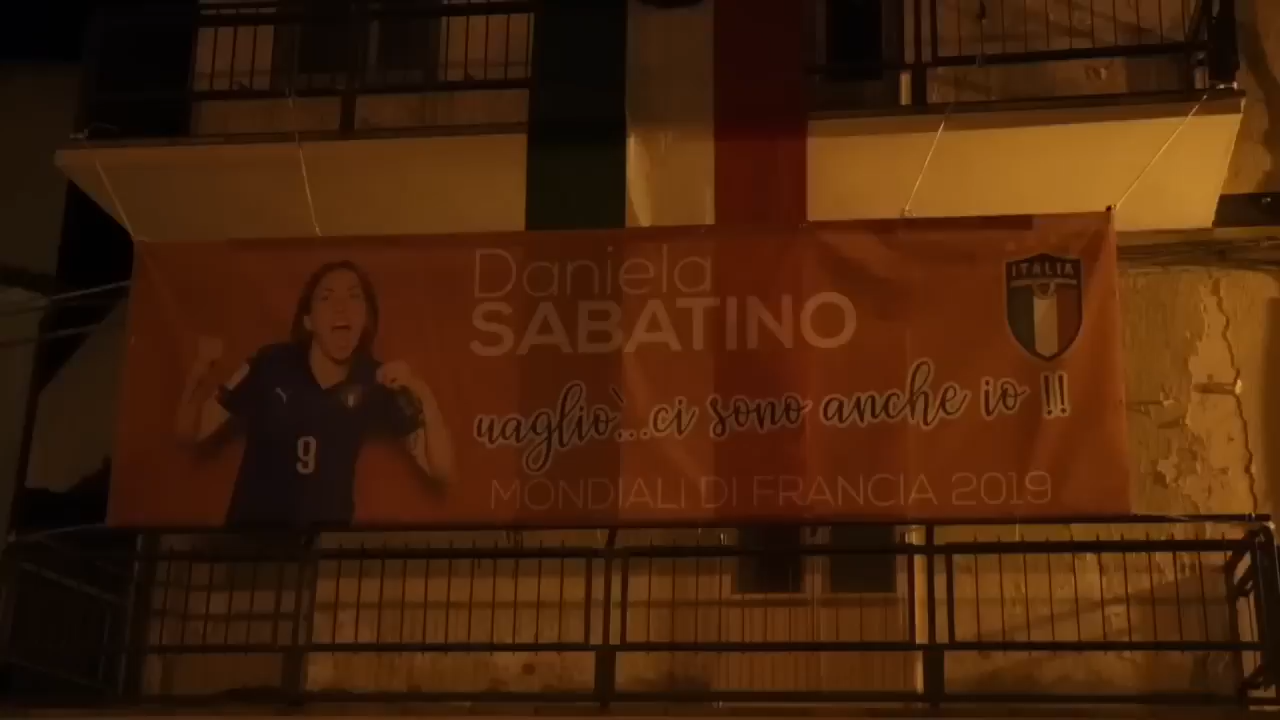 Daniela
SABATINO
uagliò...ci sono anche io !!
MONDIALI DI FRANCIA 2019
ITALIA
9